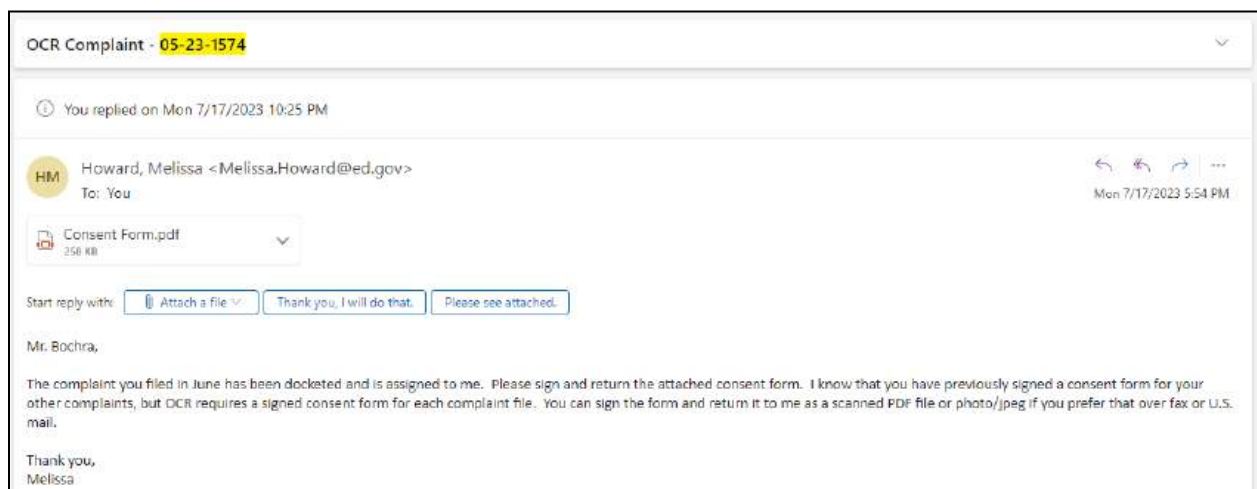 OCR Complaint - 05-23-1574
You replied on Mon 7/17/2023 10:25 PM
HM
Howard, Melissa <Melissa.Howard@ed.gov>
To: You
Mon 7/17/2023 5:54 PM
Consent Form.pdf
256 KB
Start reply with: Attach a file Thank you, I will do that. Please see attached.
Mr. Bochra,
The complaint you filed in June has been docketed and is assigned to me. Please sign and return the attached consent form. I know that you have previously signed a consent form for your
other complaints, but OCR requires a signed consent form for each complaint file. You can sign the form and return it to me as a scanned PDF file or photo/jpeg if you prefer that over fax or U.S.
mail.
Thank you,
Melissa